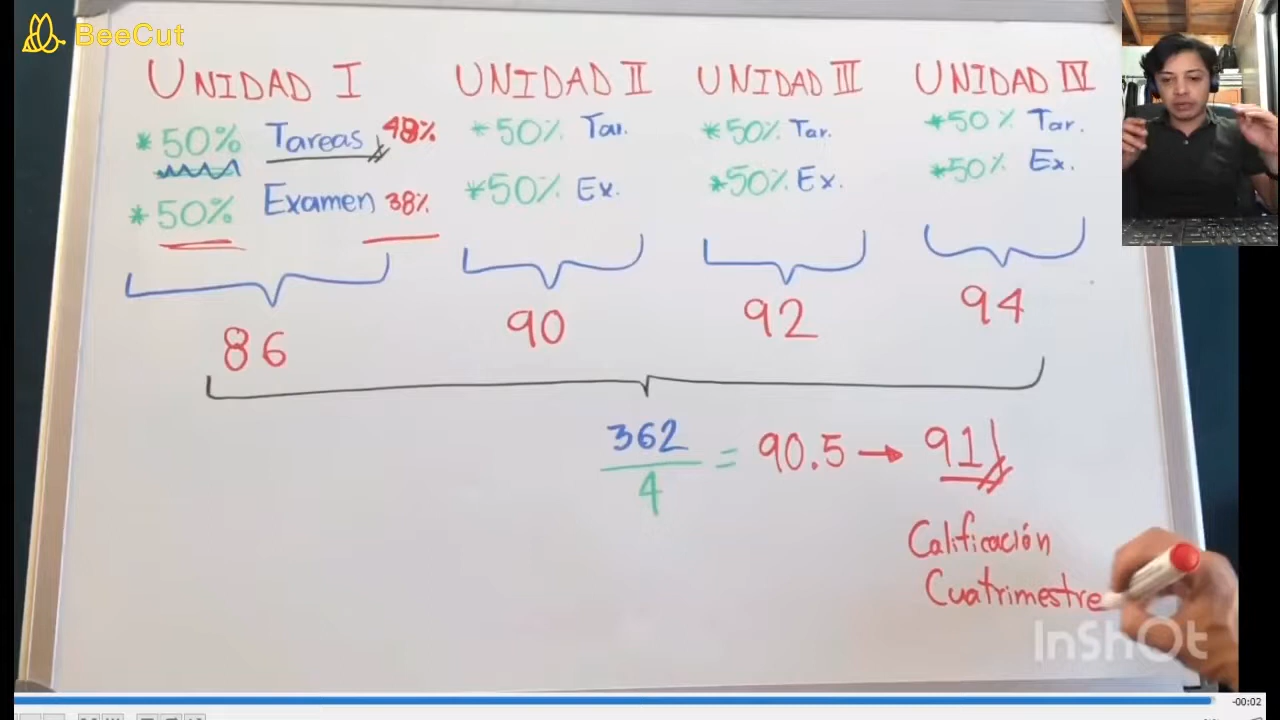 BeeCut
UNIDAD I
*50% Tareas 48%
*50% Examen 38%
86
UNIDAD II
*50% Tar.
*50% Ex.
90
UNIDAD III
*50% Tar.
*50% Ex.
92
UNIDAD IV
*50% Tar.
*50% Ex.
94
362
4
= 90.5 → 91
Calificación
Cuatrimestre
InShOt
-00:02